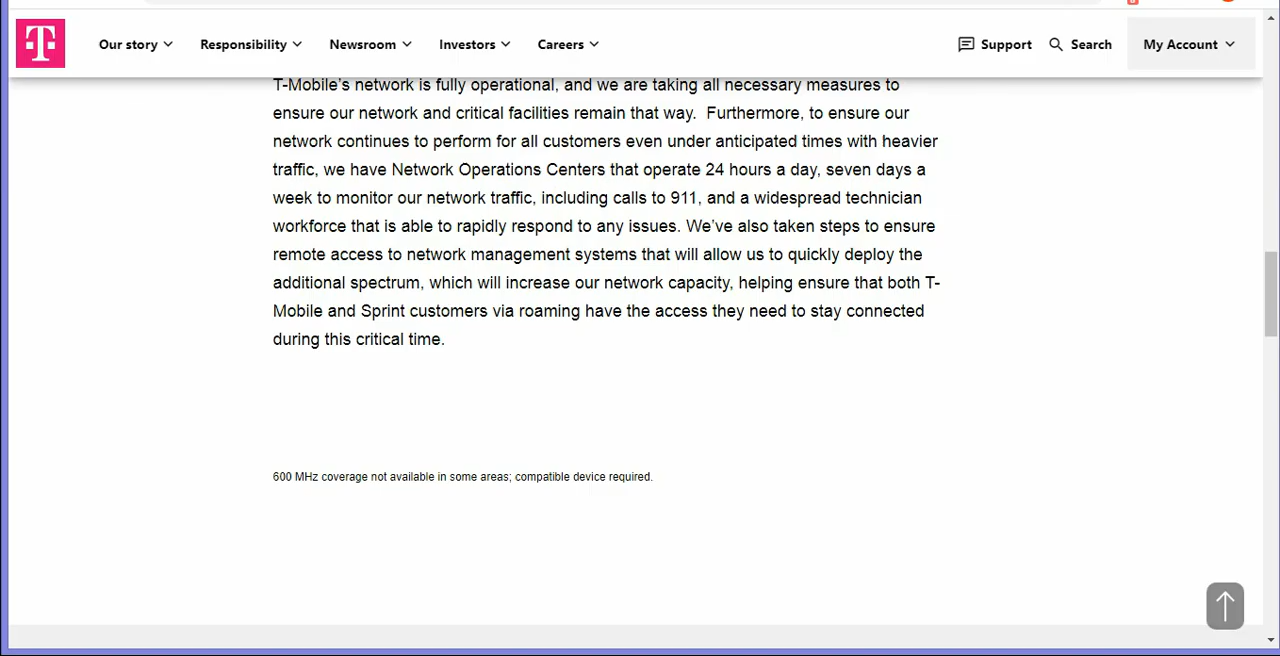 T
Our story
Responsibility
Newsroom
Investors
Careers
Support
Search
My Account
T-Mobile’s network is fully operational, and we are taking all necessary measures to
ensure our network and critical facilities remain that way.  Furthermore, to ensure our
network continues to perform for all customers even under anticipated times with heavier
traffic, we have Network Operations Centers that operate 24 hours a day, seven days a
week to monitor our network traffic, including calls to 911, and a widespread technician
workforce that is able to rapidly respond to any issues. We’ve also taken steps to ensure
remote access to network management systems that will allow us to quickly deploy the
additional spectrum, which will increase our network capacity, helping ensure that both T-
Mobile and Sprint customers via roaming have the access they need to stay connected
during this critical time.
600 MHz coverage not available in some areas; compatible device required.